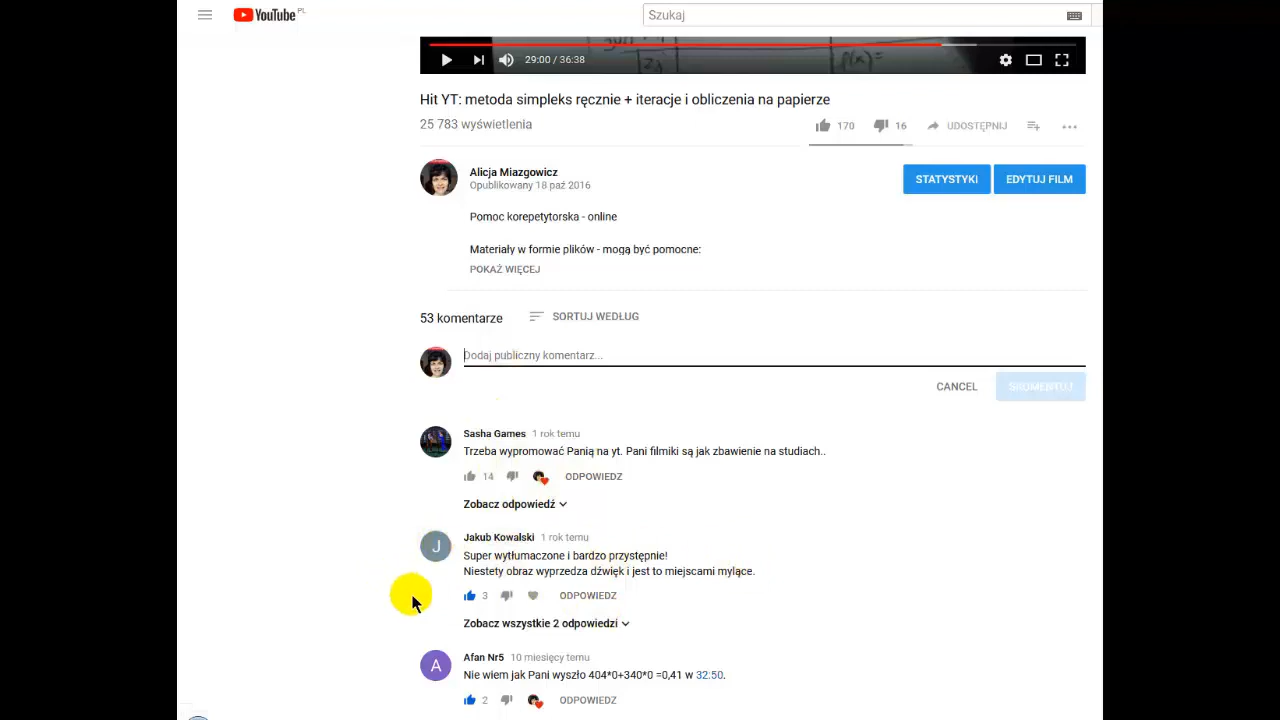 YouTube PL
Szukaj
29:00 / 36:38
Hit YT: metoda simpleks ręcznie + iteracje i obliczenia na papierze
25 783 wyświetlenia
170
16
UDOSTĘPNIJ
Alicja Miazgowicz
Opublikowany 18 paź 2016
STATYSTYKI
EDYTUJ FILM
Pomoc korepetytorska - online
Materiały w formie plików - mogą być pomocne:
POKAŻ WIĘCEJ
53 komentarze
SORTUJ WEDŁUG
Dodaj publiczny komentarz...
CANCEL
SKOMENTUJ
Sasha Games 1 rok temu
Trzeba wypromować Panią na yt. Pani filmiki są jak zbawienie na studiach..
14
ODPOWIEDZ
Zobacz odpowiedź
J
Jakub Kowalski 1 rok temu
Super wytłumaczone i bardzo przystępnie!
Niestety obraz wyprzedza dźwięk i jest to miejscami mylące.
3
ODPOWIEDZ
Zobacz wszystkie 2 odpowiedzi
A
Afan Nr5 10 miesięcy temu
Nie wiem jak Pani wyszło 404*0+340*0 =0,41 w 32:50.
2
ODPOWIEDZ